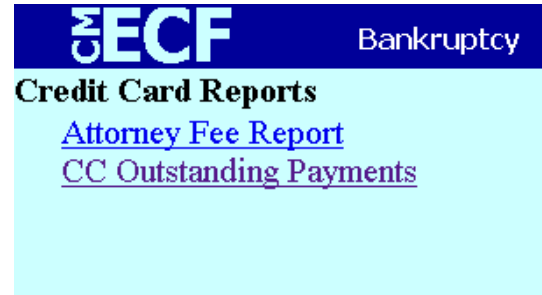 CM ECF Bankruptcy
Credit Card Reports
Attorney Fee Report
CC Outstanding Payments